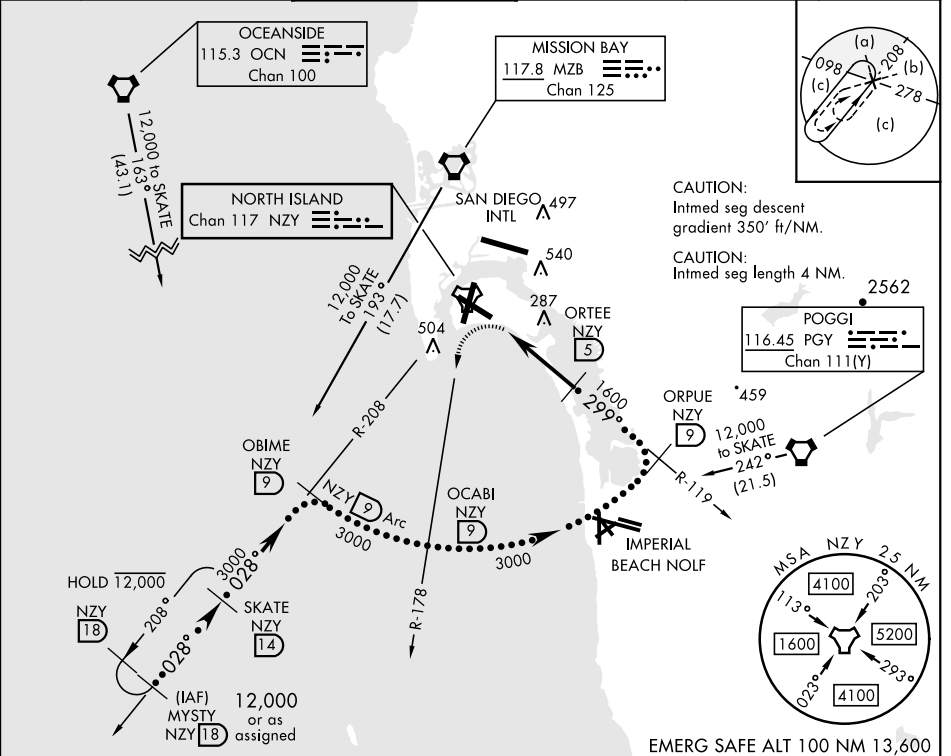 OCEANSIDE
115.3 OCN
Chan 100
MISSION BAY
117.8 MZB
Chan 125
(a)
208°
098
(b)
(c)
278
(c)
12,000 to SKATE
163°
(43.1)
NORTH ISLAND
Chan 117 NZY
SAN DIEGO
INTL
497
540
287
504
CAUTION:
Intmed seg descent
gradient 350' ft/NM.
CAUTION:
Intmed seg length 4 NM.
2562
12,000
To SKATE
193°
(17.7)
ORTEE
NZY
5
POGGI
116.45 PGY
Chan 111(Y)
1600
299°
459
ORPUE
NZY
9
12,000
to SKATE
242°
(21.5)
R-119
R-208
OBIME
NZY
9
NZY 9 Arc
3000
OCABI
NZY
9
3000
IMPERIAL
BEACH NOLF
R-178
HOLD 12,000
NZY
18
208°
3000
028°
SKATE
NZY
14
028°
(IAF)
MYSTY
NZY 18
12,000
or as
assigned
MSA NZY 25 NM
4100
113°
203°
1600
5200
023°
293°
4100
EMERG SAFE ALT 100 NM 13,600